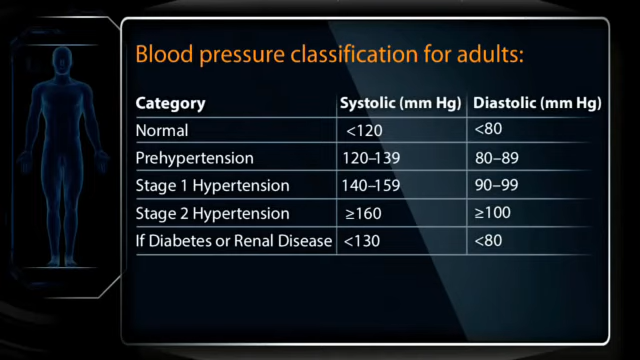 Blood pressure classification for adults:
Category Systolic (mm Hg) Diastolic (mm Hg)
Normal <120 <80
Prehypertension 120–139 80–89
Stage 1 Hypertension 140–159 90–99
Stage 2 Hypertension ≥160 ≥100
If Diabetes or Renal Disease <130 <80